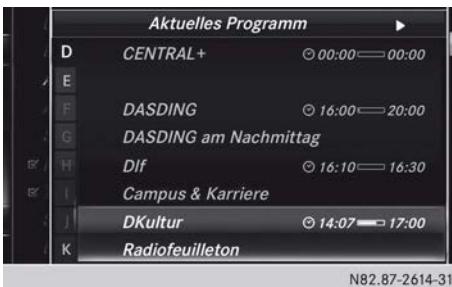 Aktuelles Programm
D CENTRAL+ 00:00 00:00
E
F DASDING 16:00 20:00
G DASDING am Nachmittag
H Dlf 16:10 16:30
I Campus & Karriere
J DKultur 14:07 17:00
K Radiofeuilleton
N82.87-2614-31